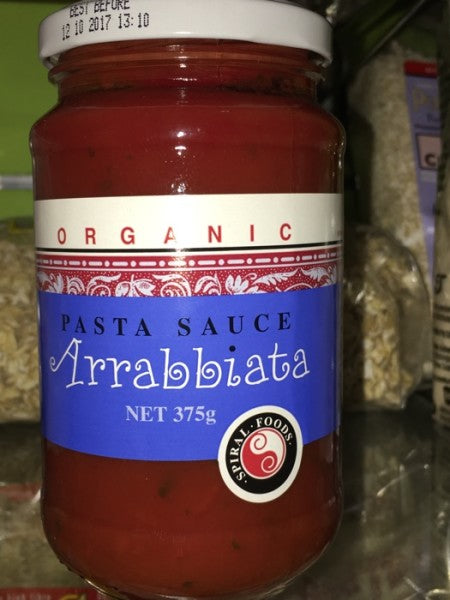 BEST BEFORE
12 10 2017 13:10
ORGANIC
PASTA SAUCE
Arrabbiata
NET 375g
· SPIRAL · FOODS ·